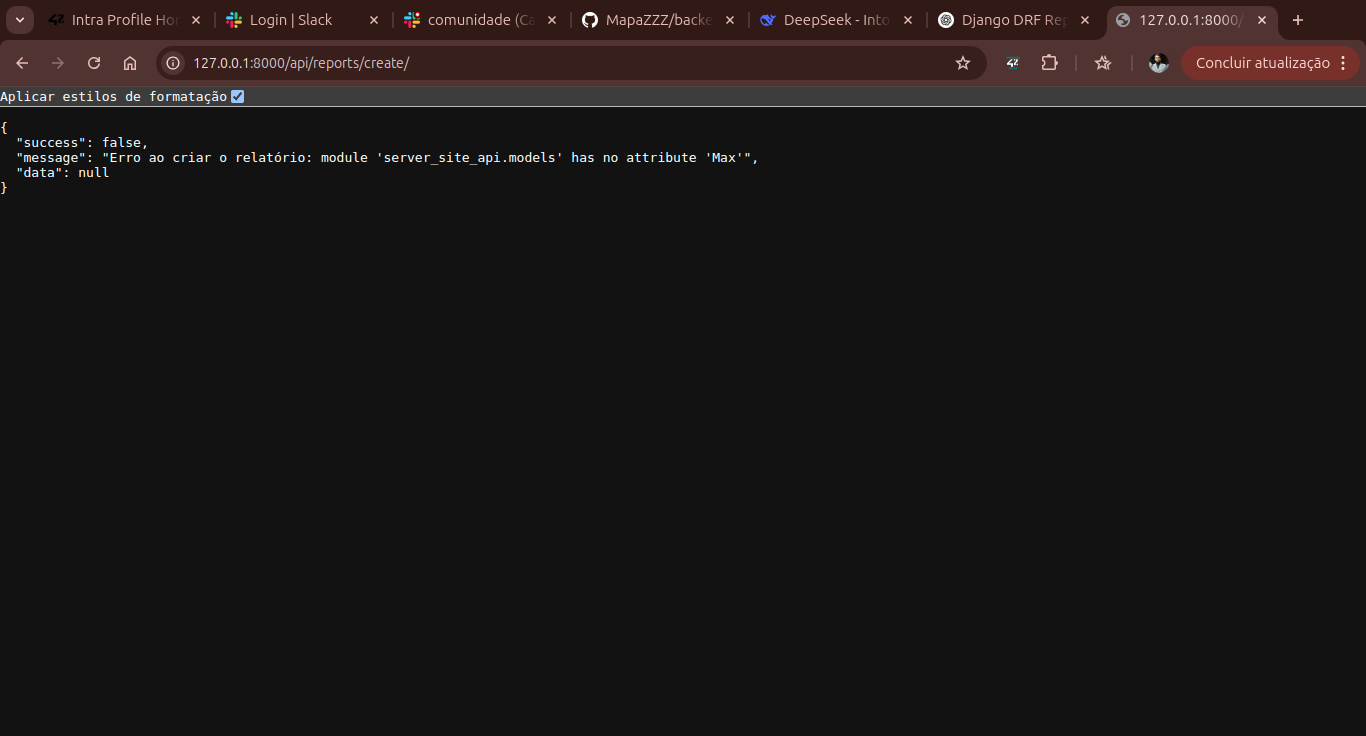 Intra Profile Hor
Login | Slack
comunidade (Ca
MapaZZZ/backe
DeepSeek - Into
Django DRF Rep
127.0.0.1:8000/
127.0.0.1:8000/api/reports/create/
42
Concluir atualização
Aplicar estilos de formatação
{
"success": false,
"message": "Erro ao criar o relatório: module 'server_site_api.models' has no attribute 'Max'",
"data": null
}